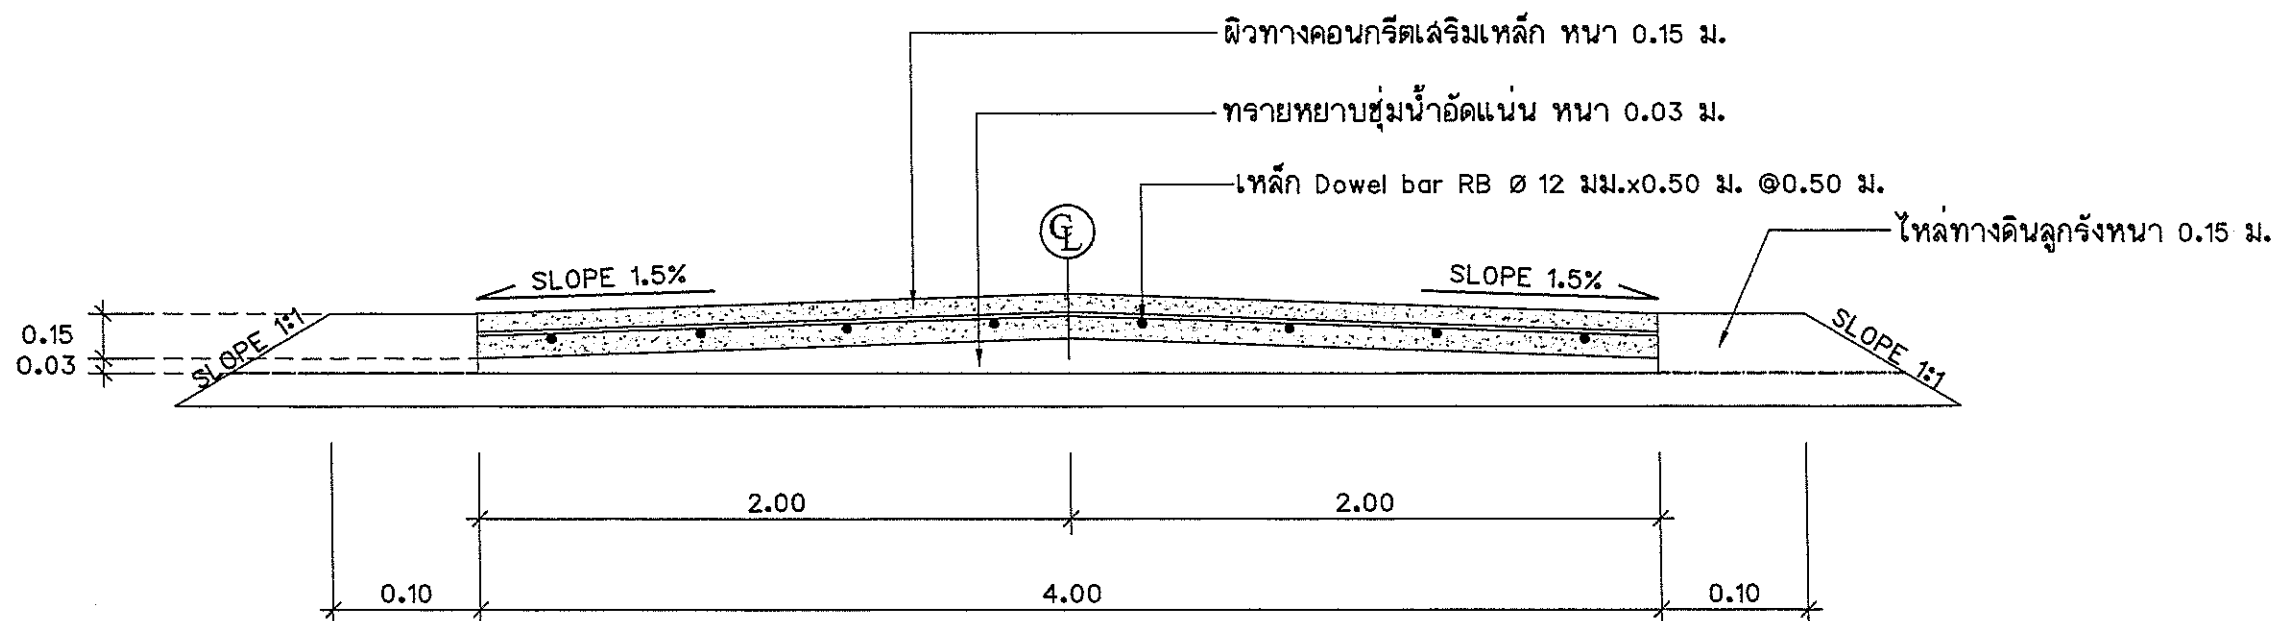 ผิวทางคอนกรีตเสริมเหล็ก หนา 0.15 ม.
ทรายหยาบชุ่มน้ำอัดแน่น หนา 0.03 ม.
เหล็ก Dowel bar RB Ø 12 มม.x0.50 ม. @0.50 ม.
ไหล่ทางดินลูกรังหนา 0.15 ม.
CL
SLOPE 1.5%
SLOPE 1.5%
0.15
0.03
SLOPE 1:1
SLOPE 1:1
2.00
2.00
0.10
4.00
0.10